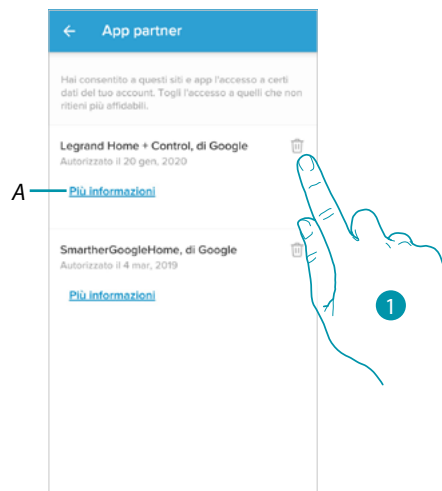 App partner
Hai consentito a questi siti e app l'accesso a certi
dati del tuo account. Togli l'accesso a quelli che non
ritieni più affidabili.
Legrand Home + Control, di Google
Autorizzato il 20 gen, 2020
A
Più informazioni
SmartherGoogleHome, di Google
Autorizzato il 4 mar, 2019
Più informazioni
1